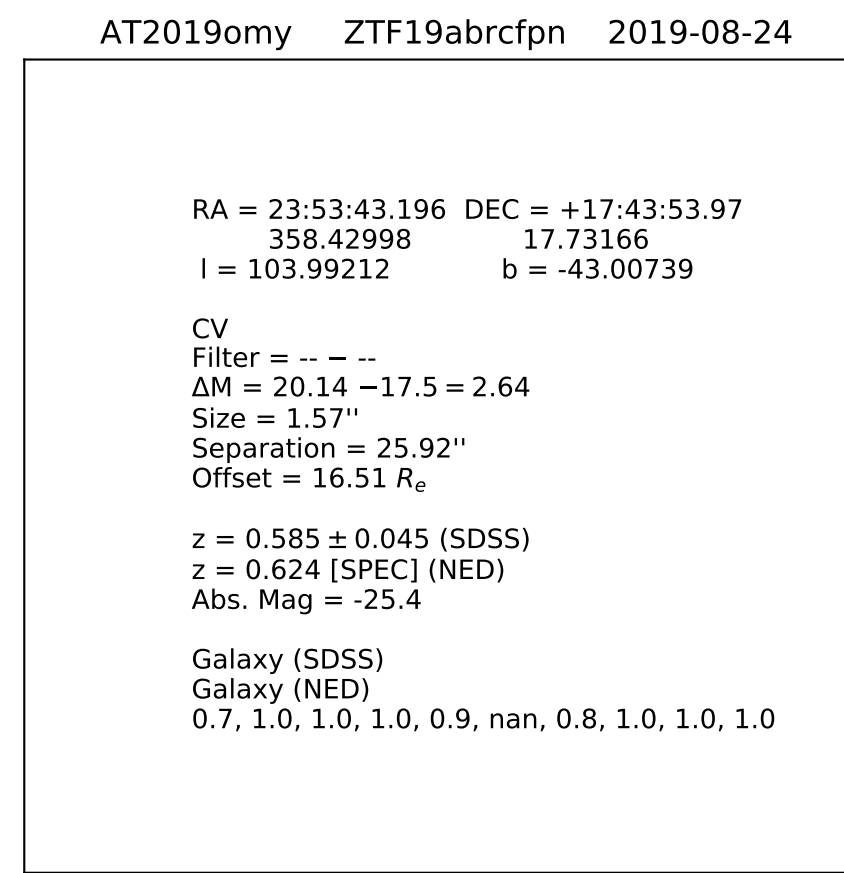 AT2019omy ZTF19abrcfpn 2019-08-24
RA = 23:53:43.196 DEC = +17:43:53.97
358.42998 17.73166
l = 103.99212 b = -43.00739
CV
Filter = -- − --
ΔM = 20.14 −17.5 = 2.64
Size = 1.57''
Separation = 25.92''
Offset = 16.51 Rₑ
z = 0.585 ± 0.045 (SDSS)
z = 0.624 [SPEC] (NED)
Abs. Mag = -25.4
Galaxy (SDSS)
Galaxy (NED)
0.7, 1.0, 1.0, 1.0, 0.9, nan, 0.8, 1.0, 1.0, 1.0